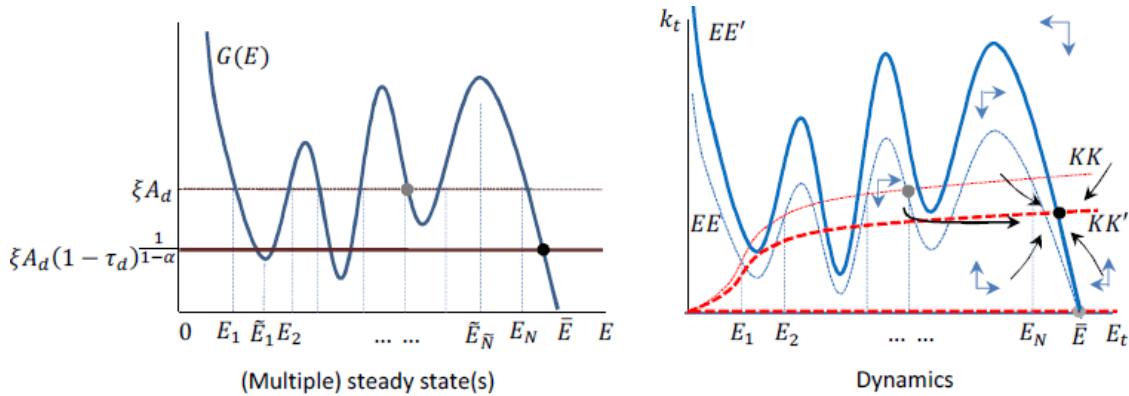 G(E)
ξA_d
ξA_d(1 − τ_d)^{1/(1−α)}
0 E_1 Ẽ_1 E_2 ... ... Ẽ_Ñ E_N Ē E
(Multiple) steady state(s)
k_t
EE′
KK
EE
KK′
E_1 E_2 ... ... E_N Ē E_t
Dynamics